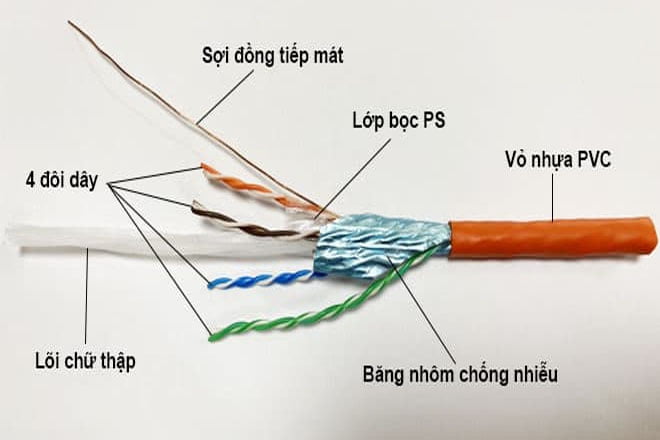 Sợi đồng tiếp mát
Lớp bọc PS
Vỏ nhựa PVC
4 đôi dây
Lõi chữ thập
Băng nhôm chống nhiễu